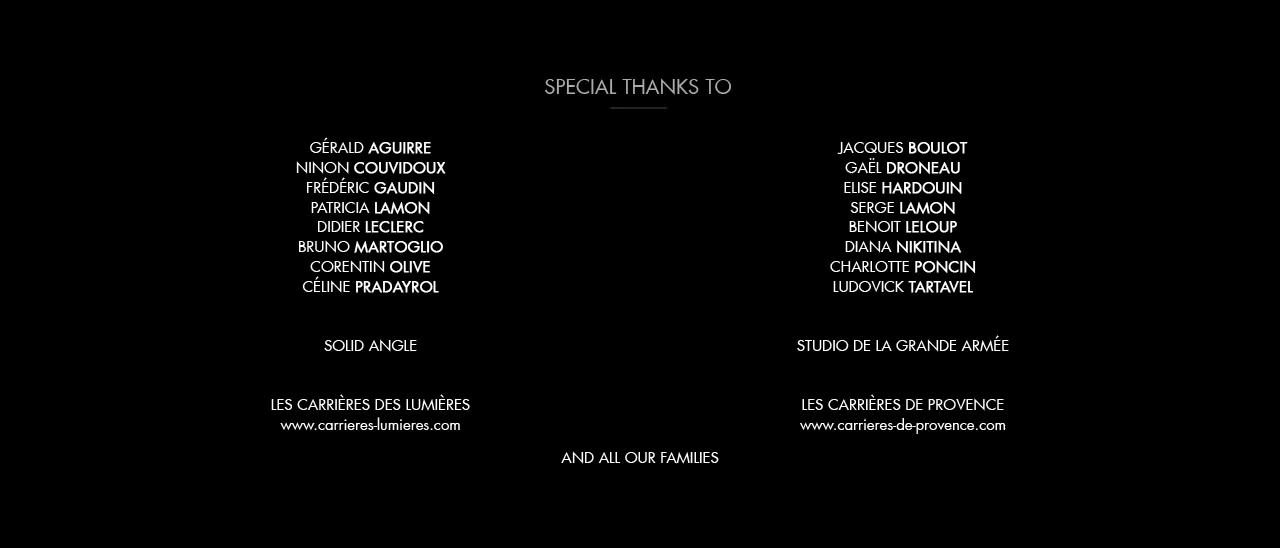 SPECIAL THANKS TO
GÉRALD AGUIRRE
NINON COUVIDOUX
FRÉDÉRIC GAUDIN
PATRICIA LAMON
DIDIER LECLERC
BRUNO MARTOGLIO
CORENTIN OLIVE
CÉLINE PRADAYROL
SOLID ANGLE
LES CARRIÈRES DES LUMIÈRES
www.carrieres-lumieres.com
JACQUES BOULOT
GAËL DRONEAU
ELISE HARDOUIN
SERGE LAMON
BENOIT LELOUP
DIANA NIKITINA
CHARLOTTE PONCIN
LUDOVICK TARTAVEL
STUDIO DE LA GRANDE ARMÉE
LES CARRIÈRES DE PROVENCE
www.carrieres-de-provence.com
AND ALL OUR FAMILIES